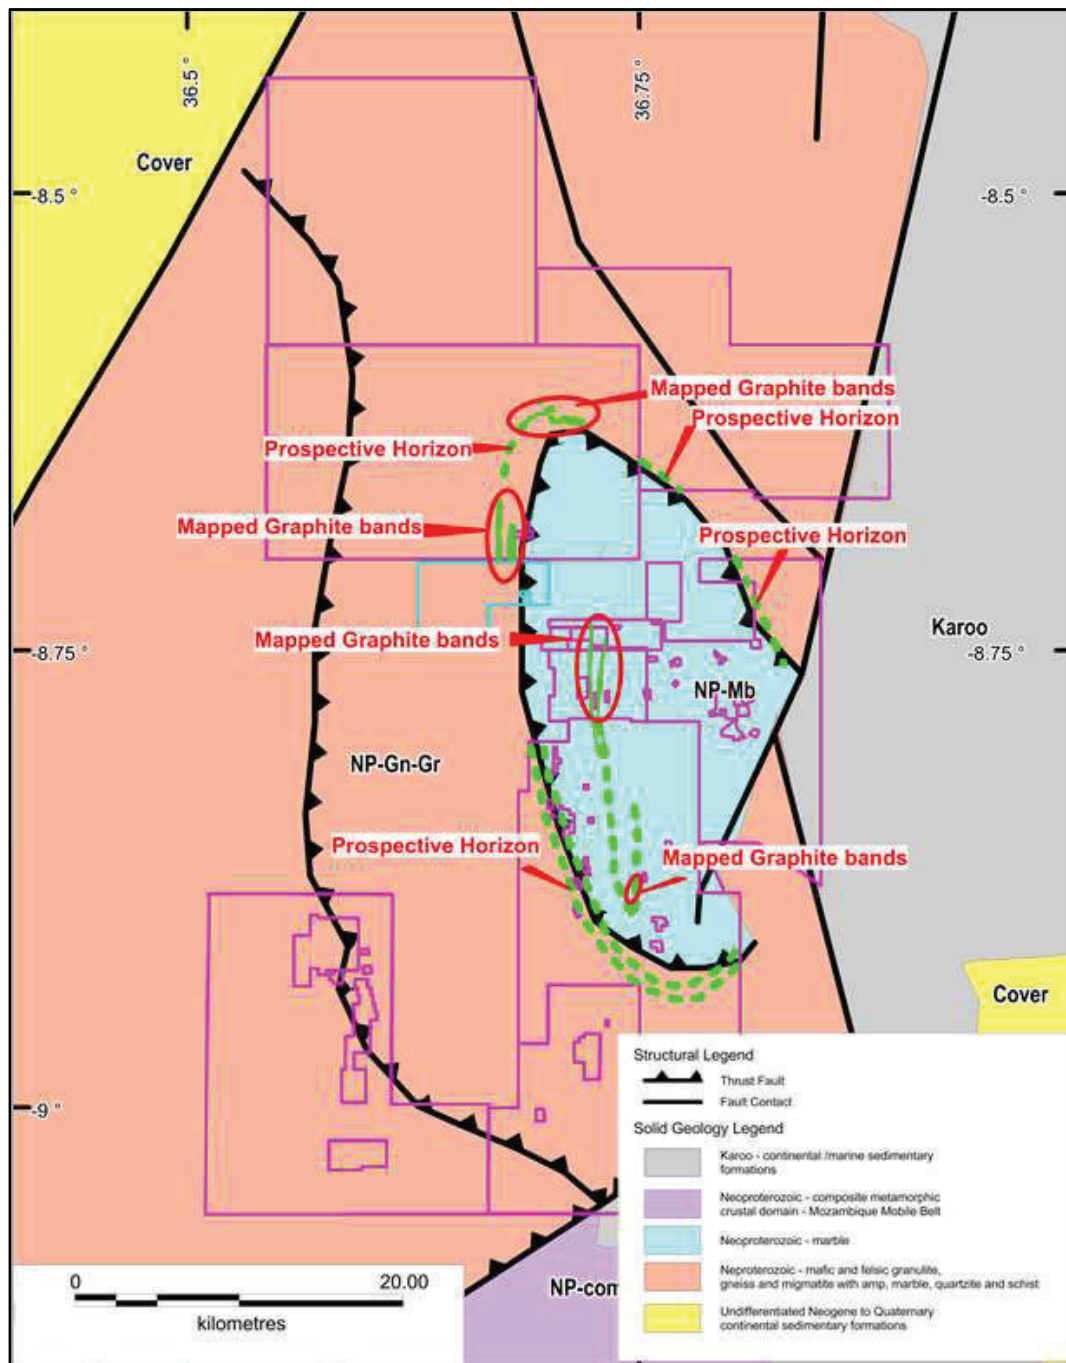 36.5 °
36.75 °
Cover
-8.5 °
-8.5 °
Mapped Graphite bands
Prospective Horizon
Prospective Horizon
Mapped Graphite bands
Prospective Horizon
Mapped Graphite bands
Karoo
-8.75 °
-8.75 °
NP-Mb
NP-Gn-Gr
Prospective Horizon
Mapped Graphite bands
Cover
-9 °
Structural Legend
Thrust Fault
Fault Contact
Solid Geology Legend
Karoo - continental /marine sedimentary
formations
Neoproterozoic - composite metamorphic
crustal domain - Mozambique Mobile Belt
Neoproterozoic - marble
Neproterozoic - mafic and felsic granulite,
gneiss and migmatite with amp, marble, quartzite and schist
Undifferentiated Neogene to Quaternary
continental sedimentary formations
NP-com
0 20.00
kilometres